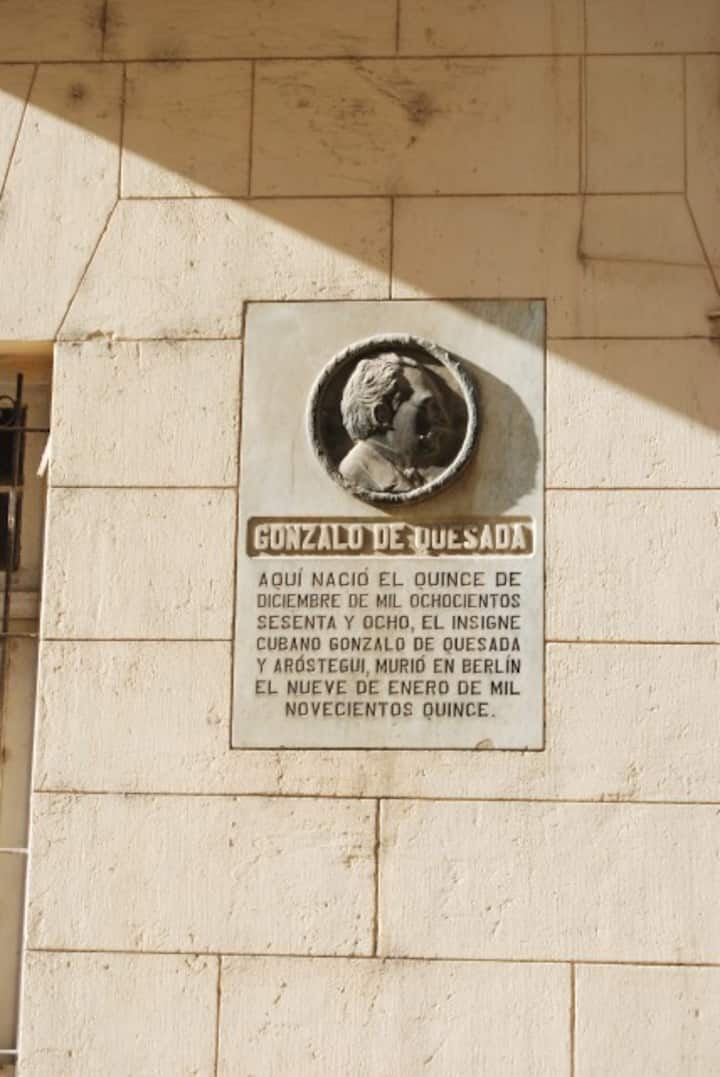 GONZALO DE QUESADA
AQUÍ NACIÓ EL QUINCE DE
DICIEMBRE DE MIL OCHOCIENTOS
SESENTA Y OCHO, EL INSIGNE
CUBANO GONZALO DE QUESADA
Y ARÓSTEGUI, MURIÓ EN BERLÍN
EL NUEVE DE ENERO DE MIL
NOVECIENTOS QUINCE.